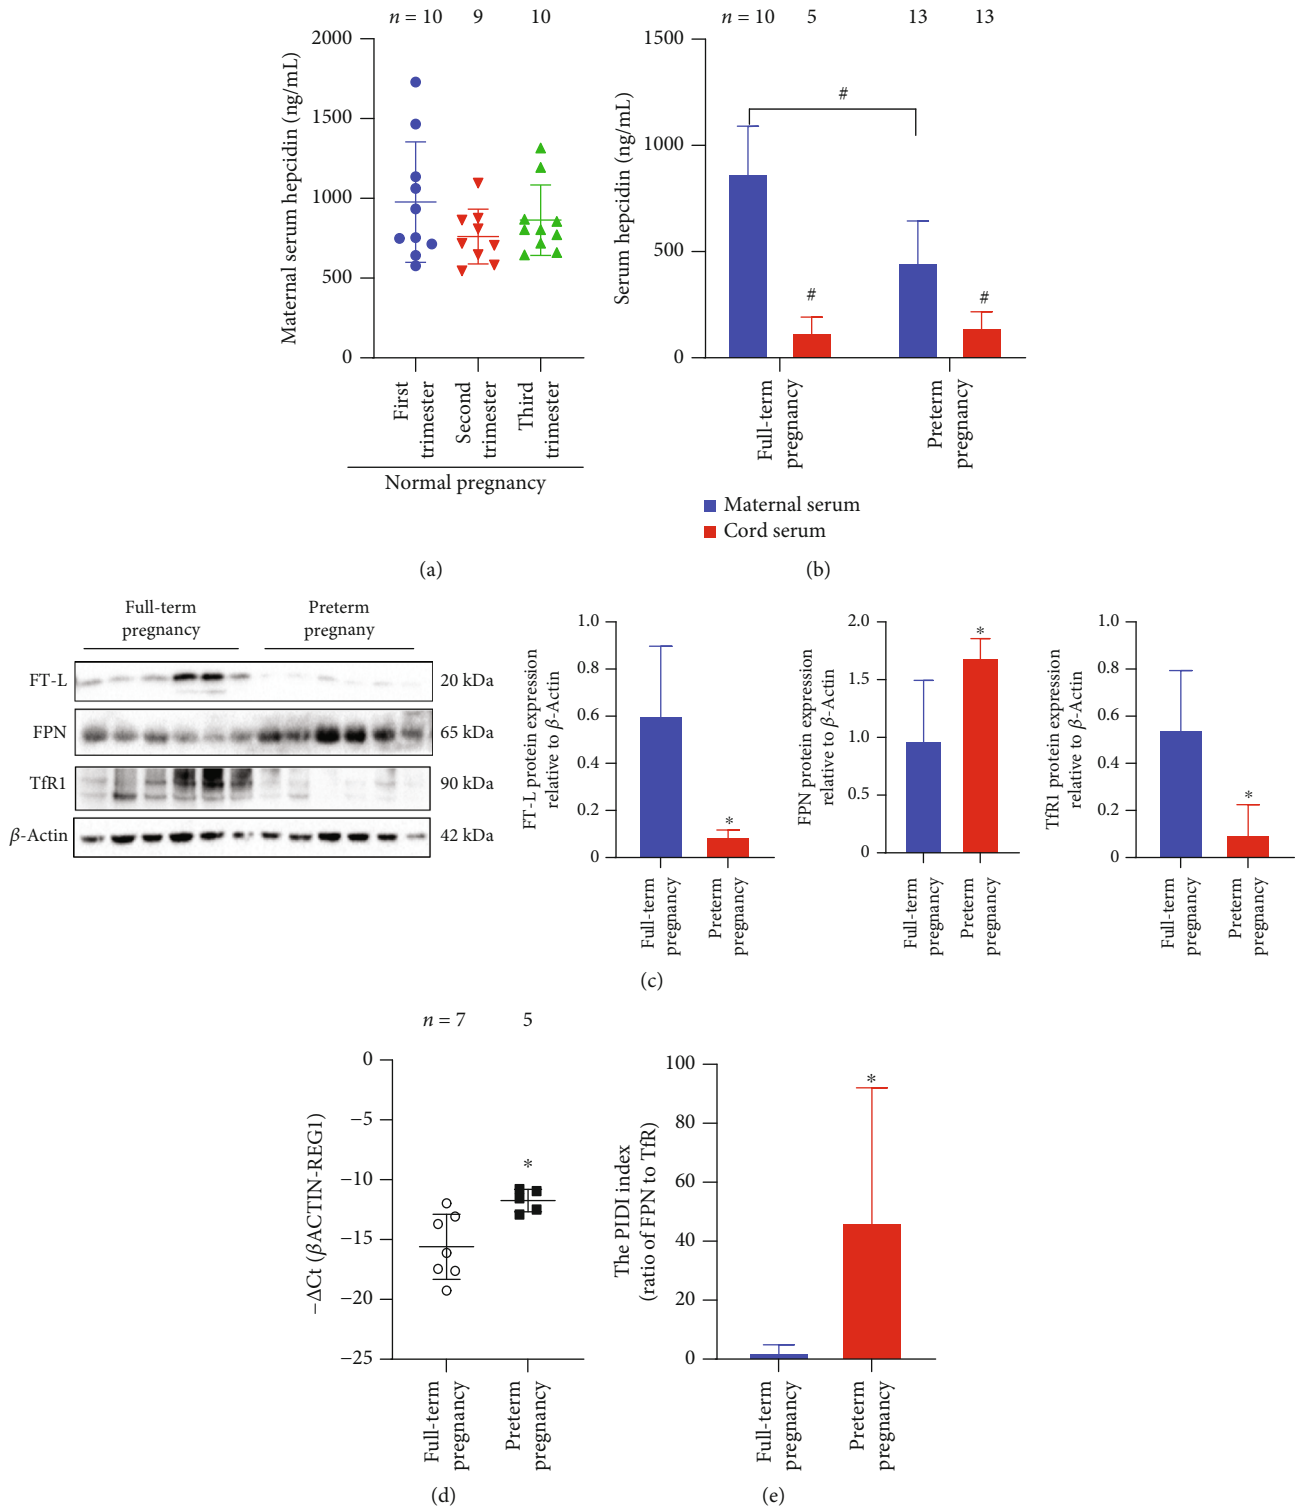 n = 10 9 10
2000
1500
1000
500
0
Maternal serum hepcidin (ng/mL)
First
trimester
Second
trimester
Third
trimester
Normal pregnancy
(a)
n = 10 5 13 13
1500
1000
500
0
Serum hepcidin (ng/mL)
#
#
#
Full-term
pregnancy
Preterm
pregnancy
Maternal serum
Cord serum
(b)
Full-term
pregnancy
Preterm
pregnany
FT-L 20 kDa
FPN 65 kDa
TfR1 90 kDa
β-Actin 42 kDa
1.0
0.8
0.6
0.4
0.2
0
FT-L protein expression
relative to β-Actin
*
Full-term
pregnancy
Preterm
pregnancy
2.0
1.5
1.0
0.5
0
FPN protein expression
relative to β-Actin
*
Full-term
pregnancy
Preterm
pregnancy
1.0
0.8
0.6
0.4
0.2
0
TfR1 protein expression
relative to β-Actin
*
Full-term
pregnancy
Preterm
pregnancy
(c)
n = 7 5
0
−5
−10
−15
−20
−25
−ΔCt (βACTIN-REG1)
*
Full-term
pregnancy
Preterm
pregnancy
(d)
100
80
60
40
20
0
The PIDI index
(ratio of FPN to TfR)
*
Full-term
pregnancy
Preterm
pregnancy
(e)